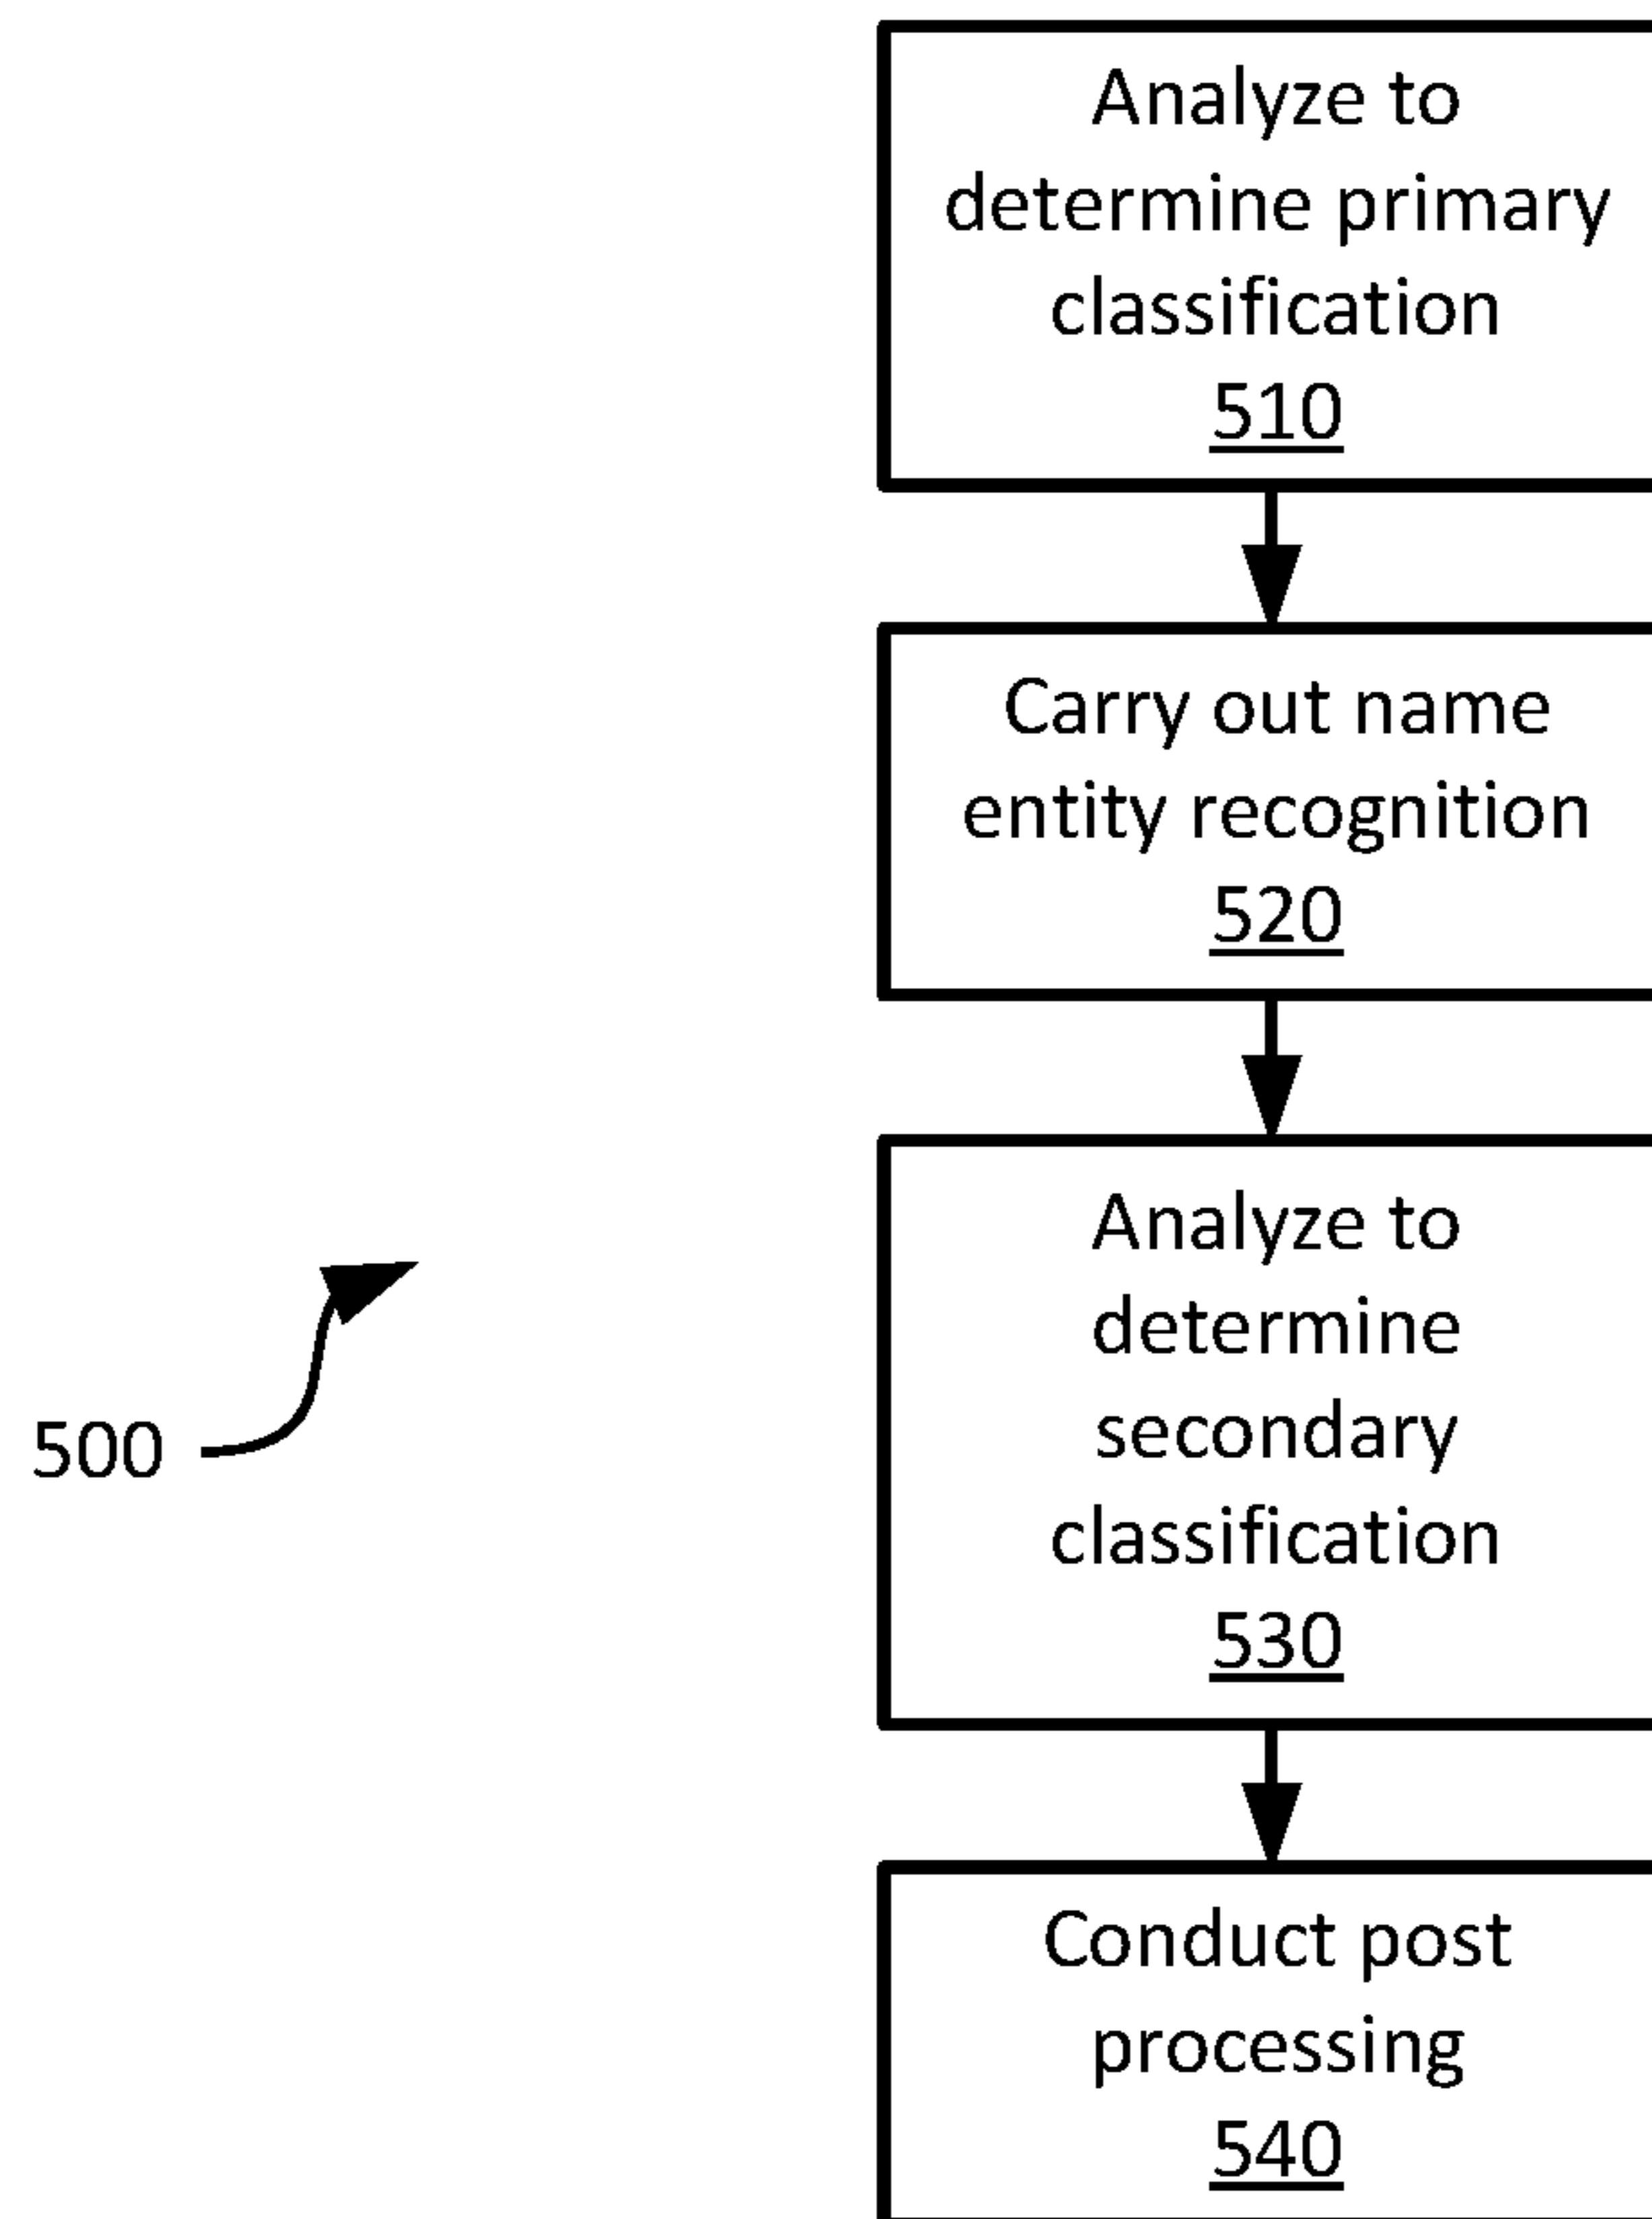 Analyze to
determine primary
classification
510
Carry out name
entity recognition
520
Analyze to
determine
secondary
classification
530
500
Conduct post
processing
540